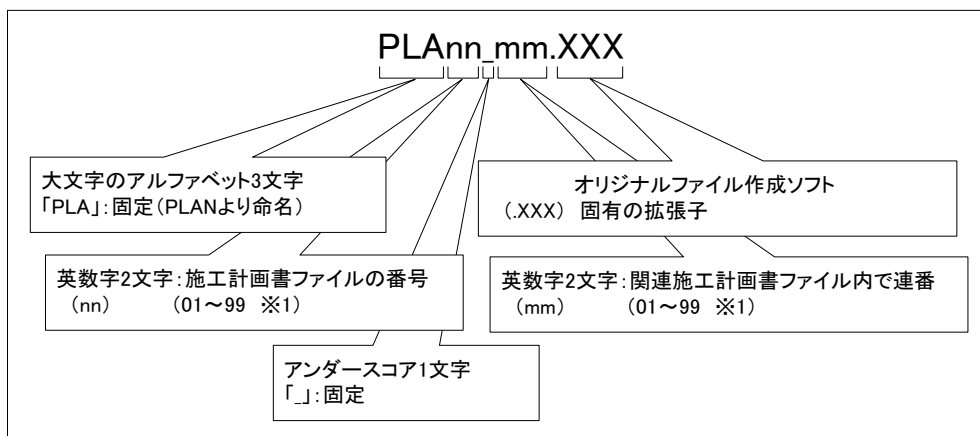 PLAnn_mm.XXX
大文字のアルファベット3文字
「PLA」:固定(PLANより命名)
オリジナルファイル作成ソフト
(.XXX) 固有の拡張子
英数字2文字:施工計画書ファイルの番号
(nn) (01～99 ※1)
英数字2文字:関連施工計画書ファイル内で連番
(mm) (01～99 ※1)
アンダースコア1文字
「_」:固定